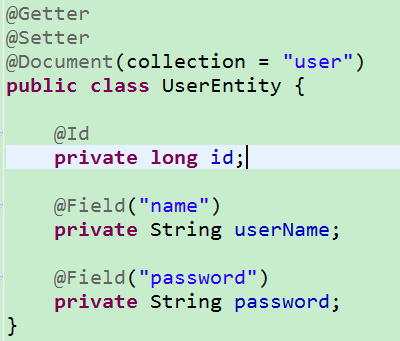 @Getter
@Setter
@Document(collection = "user")
public class UserEntity {
@Id
private long id;
@Field("name")
private String userName;
@Field("password")
private String password;
}